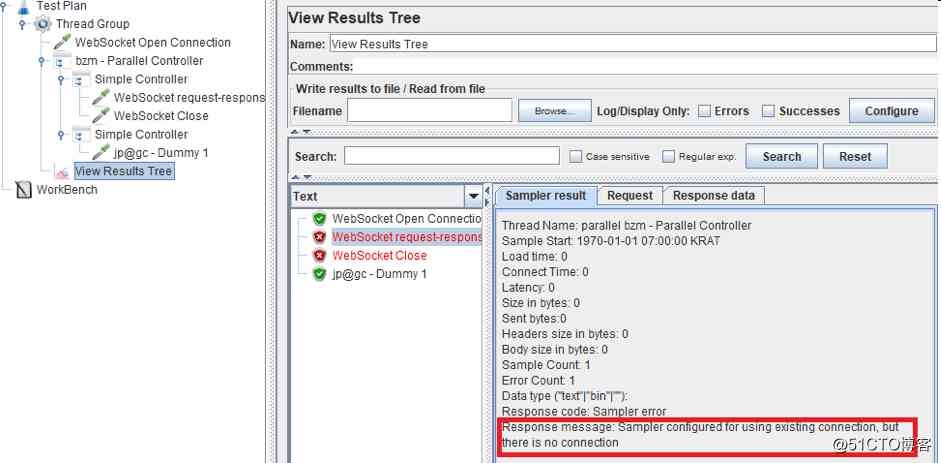 Test Plan
Thread Group
WebSocket Open Connection
bzm - Parallel Controller
Simple Controller
WebSocket request-respons
WebSocket Close
Simple Controller
jp@gc - Dummy 1
View Results Tree
WorkBench
View Results Tree
Name: View Results Tree
Comments:
Write results to file / Read from file
Filename Browse... Log/Display Only: Errors Successes Configure
Search: Case sensitive Regular exp. Search Reset
Text
WebSocket Open Connectio
WebSocket request-respons
WebSocket Close
jp@gc - Dummy 1
Sampler result Request Response data
Thread Name: parallel bzm - Parallel Controller
Sample Start: 1970-01-01 07:00:00 KRAT
Load time: 0
Connect Time: 0
Latency: 0
Size in bytes: 0
Sent bytes:0
Headers size in bytes: 0
Body size in bytes: 0
Sample Count: 1
Error Count: 1
Data type ("text"|"bin"|""):
Response code: Sampler error
Response message: Sampler configured for using existing connection, but
there is no connection
@51CTO博客